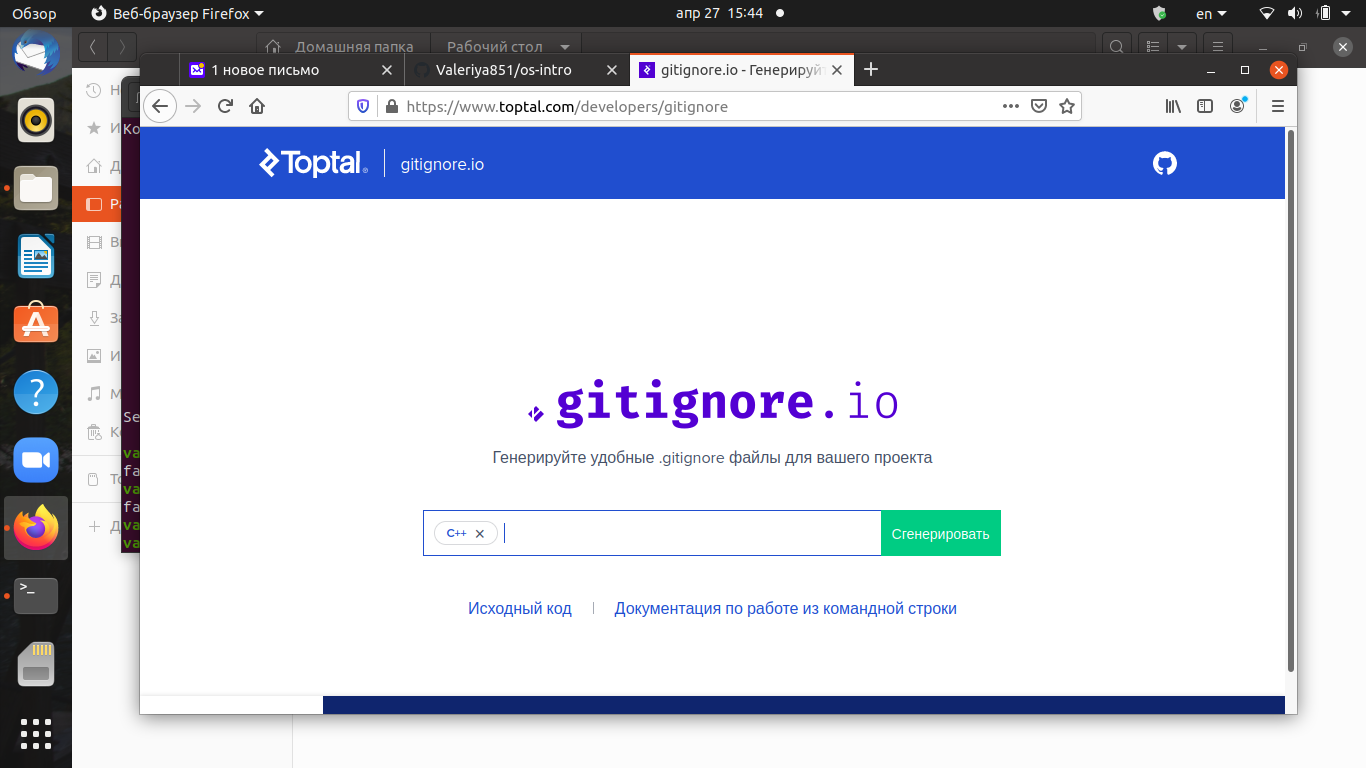 Обзор
Веб-браузер Firefox
апр 27 15:44
en
Домашняя папка
Рабочий стол
1 новое письмо
Valeriya851/os-intro
gitignore.io - Генерируйт
https://www.toptal.com/developers/gitignore
Toptal
gitignore.io
.gitignore.io
Генерируйте удобные .gitignore файлы для вашего проекта
C++
Сгенерировать
Исходный код
Документация по работе из командной строки